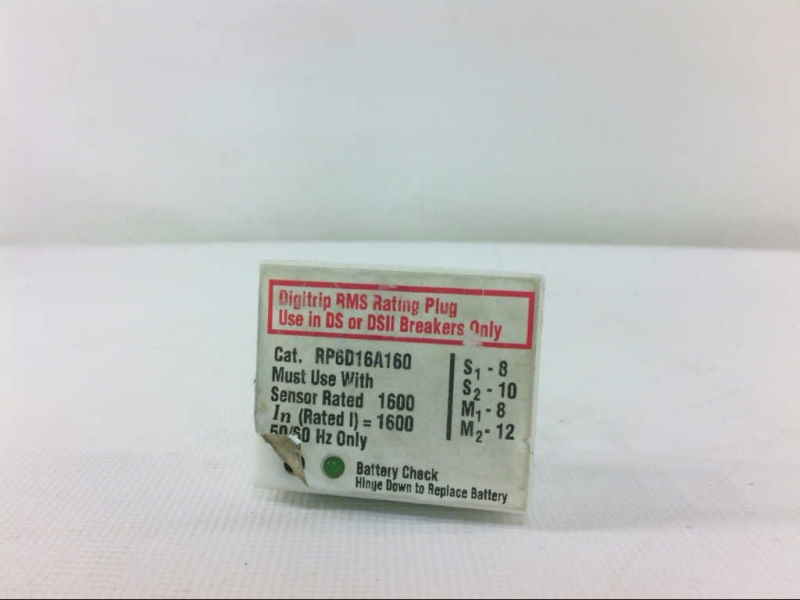 Digitrip RMS Rating Plug
Use in DS or DSII Breakers Only
Cat. RP6D16A160
Must Use With
Sensor Rated 1600
In (Rated I) = 1600
50/60 Hz Only
S1 - 8
S2 - 10
M1 - 8
M2 - 12
Battery Check
Hinge Down to Replace Battery